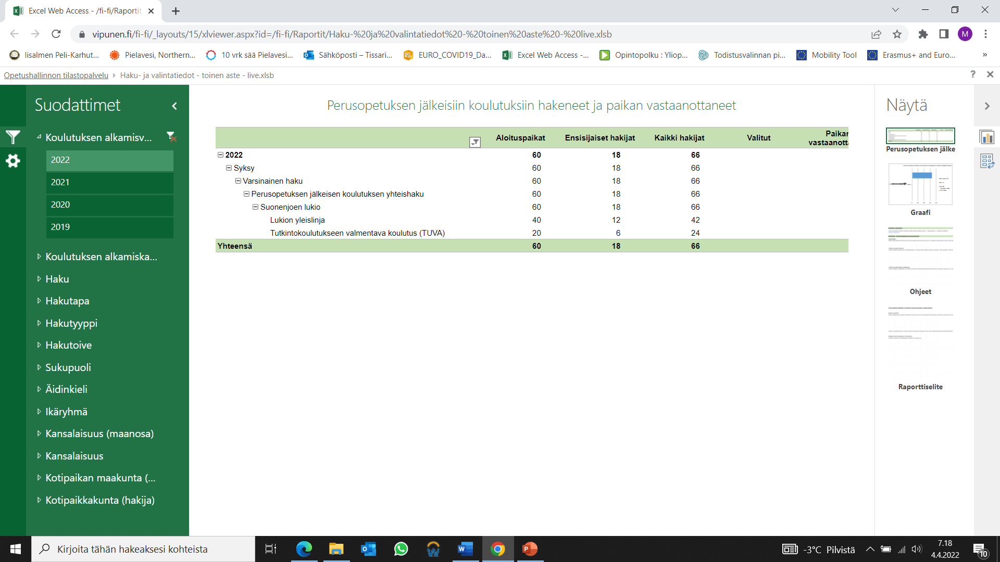 Excel Web Access - /fi-fi/Raportit
vipunen.fi/fi-fi/_layouts/15/xlviewer.aspx?id=/fi-fi/Raportit/Haku-%20ja%20valintatiedot%20-%20toinen%20aste%20-%20live.xlsb
M
Iisalmen Peli-Karhut...
Pielavesi, Northern...
10 vrk sää Pielavesi...
Sähköposti – Tissari...
EURO_COVID19_Da...
Excel Web Access -...
Opintopolku : Yliop...
Todistusvalinnan pi...
Mobility Tool
Erasmus+ and Euro...
»
Opetushallinnon tilastopalvelu
Haku- ja valintatiedot - toinen aste - live.xlsb
?
Suodattimet
Koulutuksen alkamisv...
2022
2021
2020
2019
Koulutuksen alkamiska...
Haku
Hakutapa
Hakutyyppi
Hakutoive
Sukupuoli
Äidinkieli
Ikäryhmä
Kansalaisuus (maanosa)
Kansalaisuus
Kotipaikan maakunta (...
Kotipaikkakunta (hakija)
Perusopetuksen jälkeisiin koulutuksiin hakeneet ja paikan vastaanottaneet
Aloituspaikat Ensisijaiset hakijat Kaikki hakijat Valitut Paikan vastaanotta
2022 60 18 66
Syksy 60 18 66
Varsinainen haku 60 18 66
Perusopetuksen jälkeisen koulutuksen yhteishaku 60 18 66
Suonenjoen lukio 60 18 66
Lukion yleislinja 40 12 42
Tutkintokoulutukseen valmentava koulutus (TUVA) 20 6 24
Yhteensä 60 18 66
Näytä
Perusopetuksen jälke
Graafi
Ohjeet
Raporttiselite
Kirjoita tähän hakeaksesi kohteista
-3°C Pilvistä
7.18
4.4.2022
10